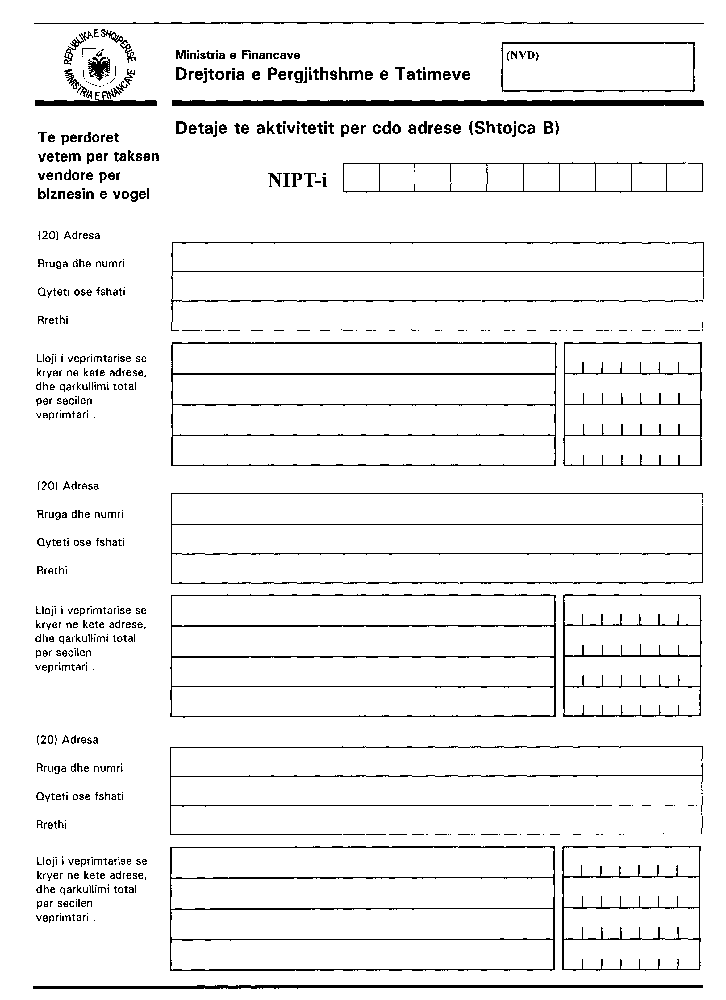 REPUBLIKA E SHQIPERISE
MINISTRIA E FINANCAVE
Ministria e Financave
Drejtoria e Pergjithshme e Tatimeve
(NVD)
Te perdoret
vetem per taksen
vendore per
biznesin e vogel
Detaje te aktivitetit per cdo adrese (Shtojca B)
NIPT-i
(20) Adresa
Rruga dhe numri
Qyteti ose fshati
Rrethi
Lloji i veprimtarise se
kryer ne kete adrese,
dhe qarkullimi total
per secilen
veprimtari .
(20) Adresa
Rruga dhe numri
Qyteti ose fshati
Rrethi
Lloji i veprimtarise se
kryer ne kete adrese,
dhe qarkullimi total
per secilen
veprimtari .
(20) Adresa
Rruga dhe numri
Qyteti ose fshati
Rrethi
Lloji i veprimtarise se
kryer ne kete adrese,
dhe qarkullimi total
per secilen
veprimtari .